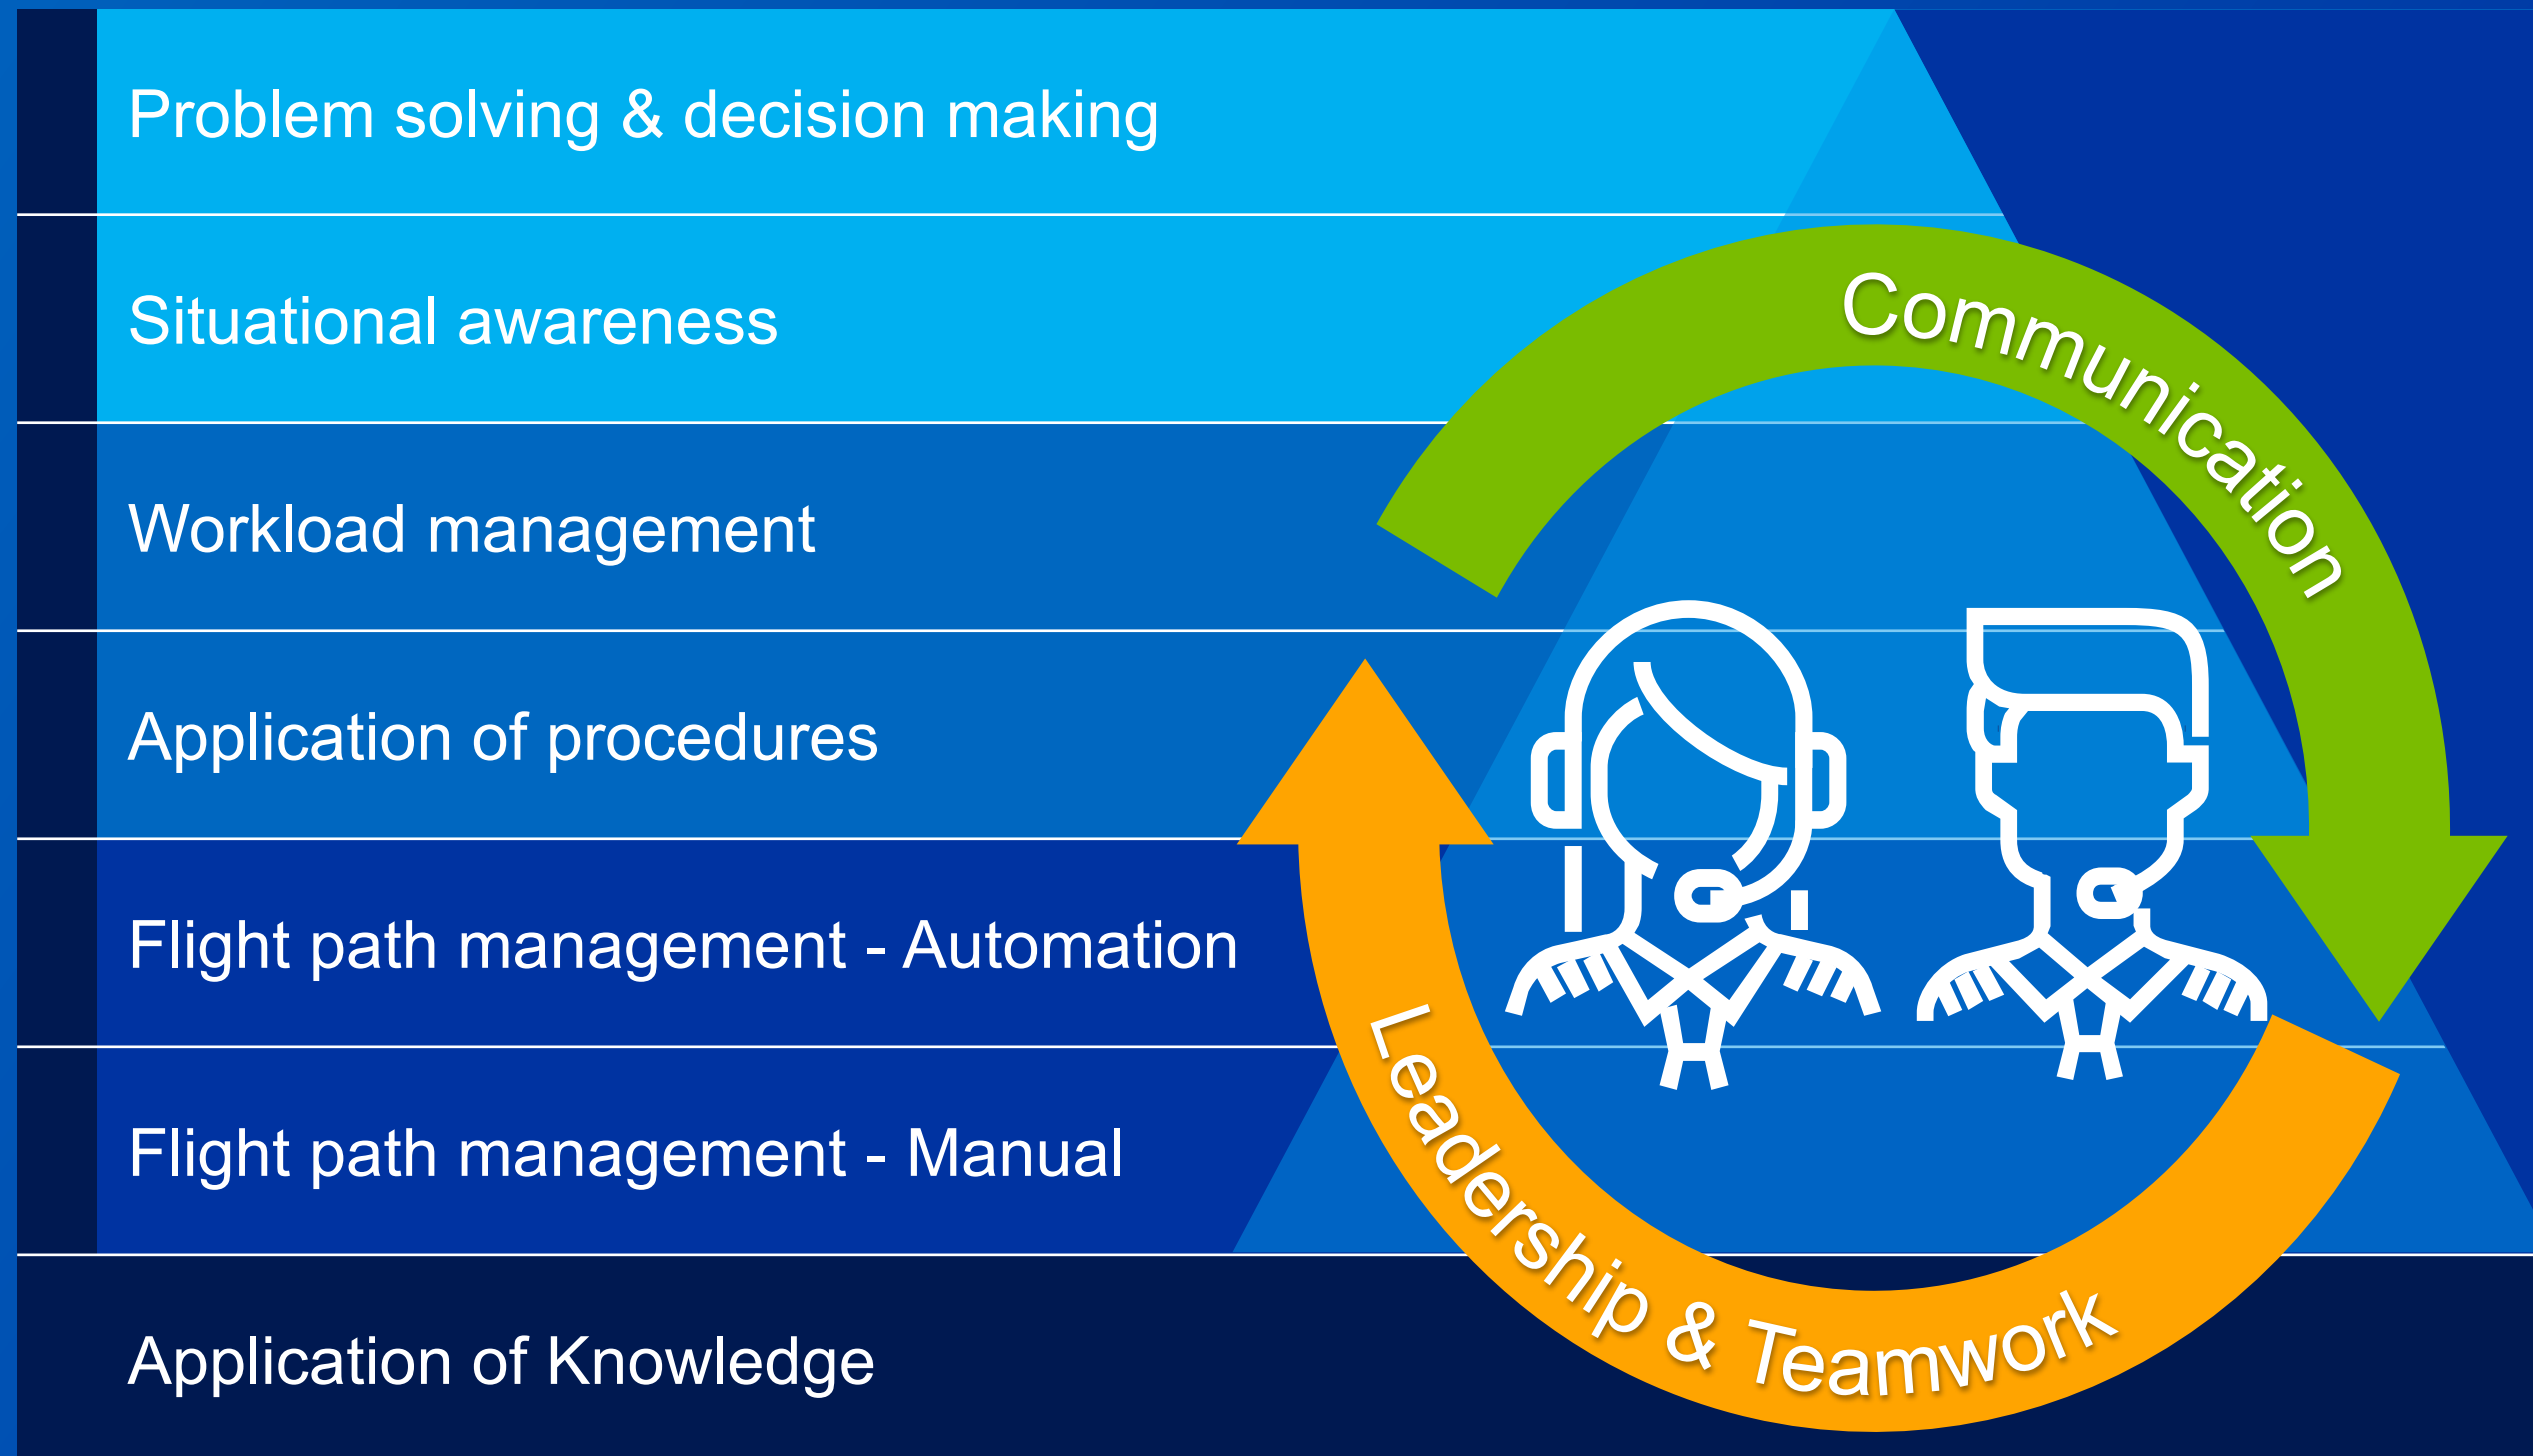 Problem solving & decision making
Situational awareness
Workload management
Application of procedures
Flight path management - Automation
Flight path management - Manual
Application of Knowledge
Communication
Leadership & Teamwork